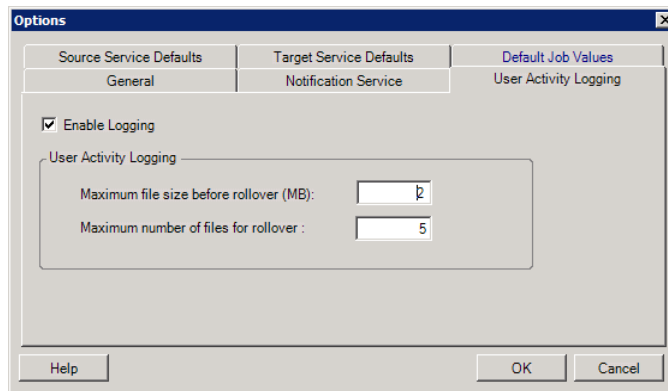 Options
Source Service Defaults Target Service Defaults Default Job Values
General Notification Service User Activity Logging
Enable Logging
User Activity Logging
Maximum file size before rollover (MB): 2
Maximum number of files for rollover : 5
Help OK Cancel